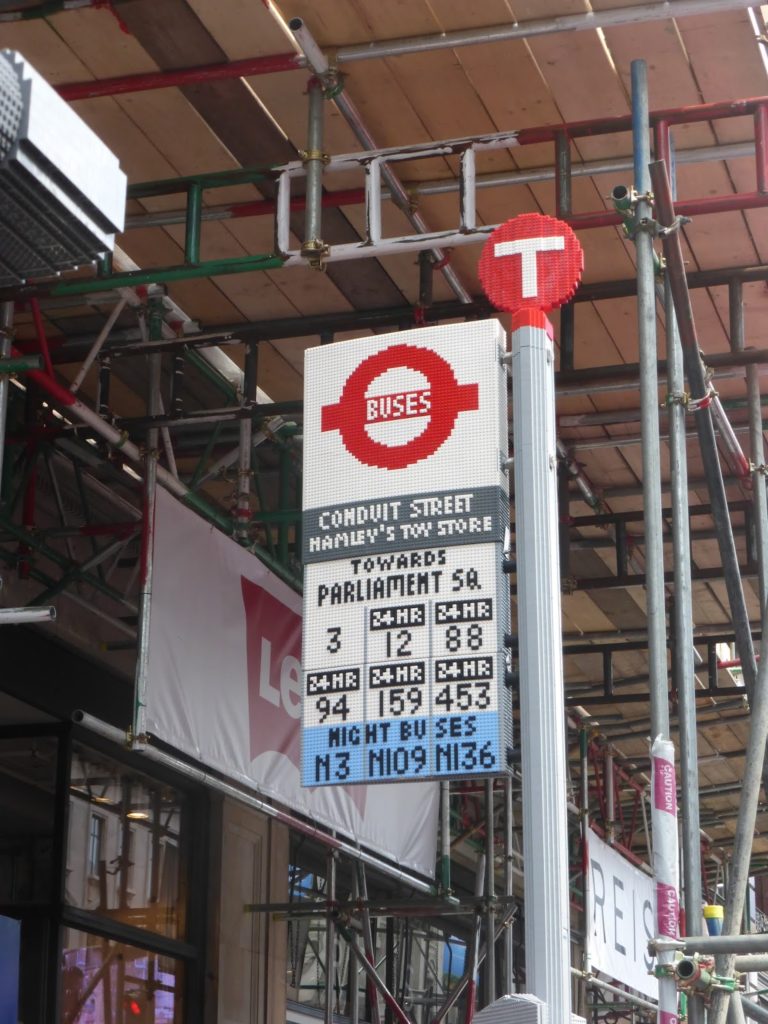 T
BUSES
CONDUIT STREET
HAMLEY'S TOY STORE
TOWARDS
PARLIAMENT SQ.
24HR 24HR
3 12 88
24HR 24HR 24HR
94 159 453
NIGHT BUSES
N3 N109 N136
Le
REIS
CAUTION
CAUTION